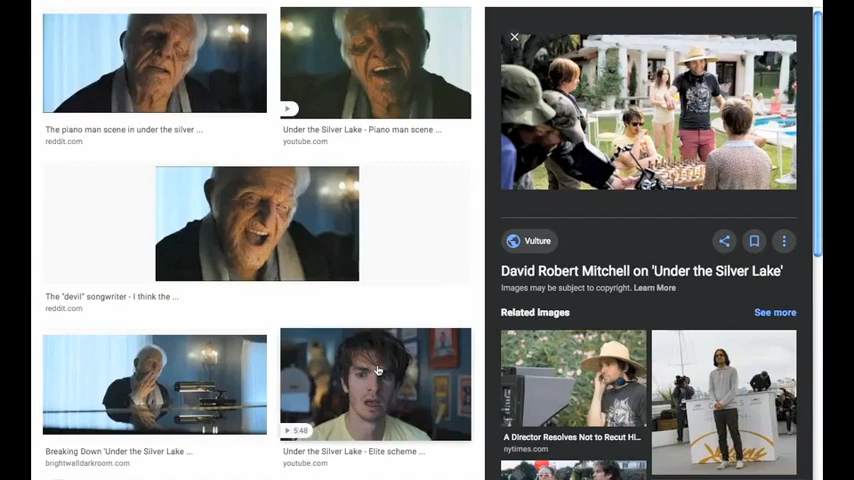 The piano man scene in under the silver ...
reddit.com
Under the Silver Lake - Piano man scene ...
youtube.com
The "devil" songwriter - I think the ...
reddit.com
Breaking Down 'Under the Silver Lake ...
brightwalldarkroom.com
5:48
Under the Silver Lake - Elite scheme ...
youtube.com
Vulture
David Robert Mitchell on 'Under the Silver Lake'
Images may be subject to copyright. Learn More
Related Images
See more
A Director Resolves Not to Recut Hi...
nytimes.com